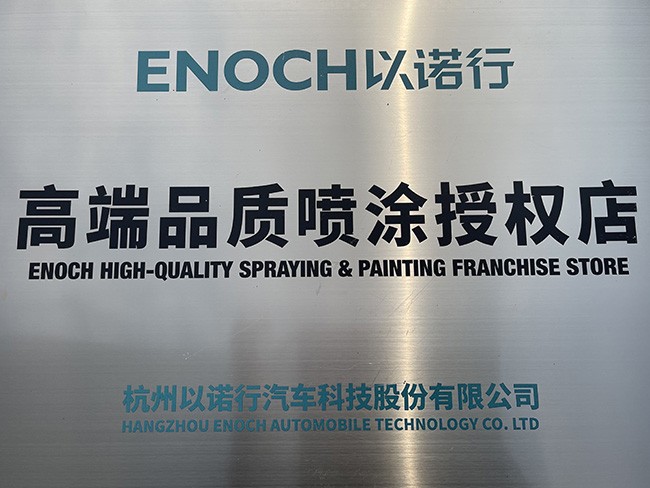 ENOCH以诺行
高端品质喷涂授权店
ENOCH HIGH-QUALITY SPRAYING & PAINTING FRANCHISE STORE
杭州以诺行汽车科技股份有限公司
HANGZHOU ENOCH AUTOMOBILE TECHNOLOGY CO. LTD